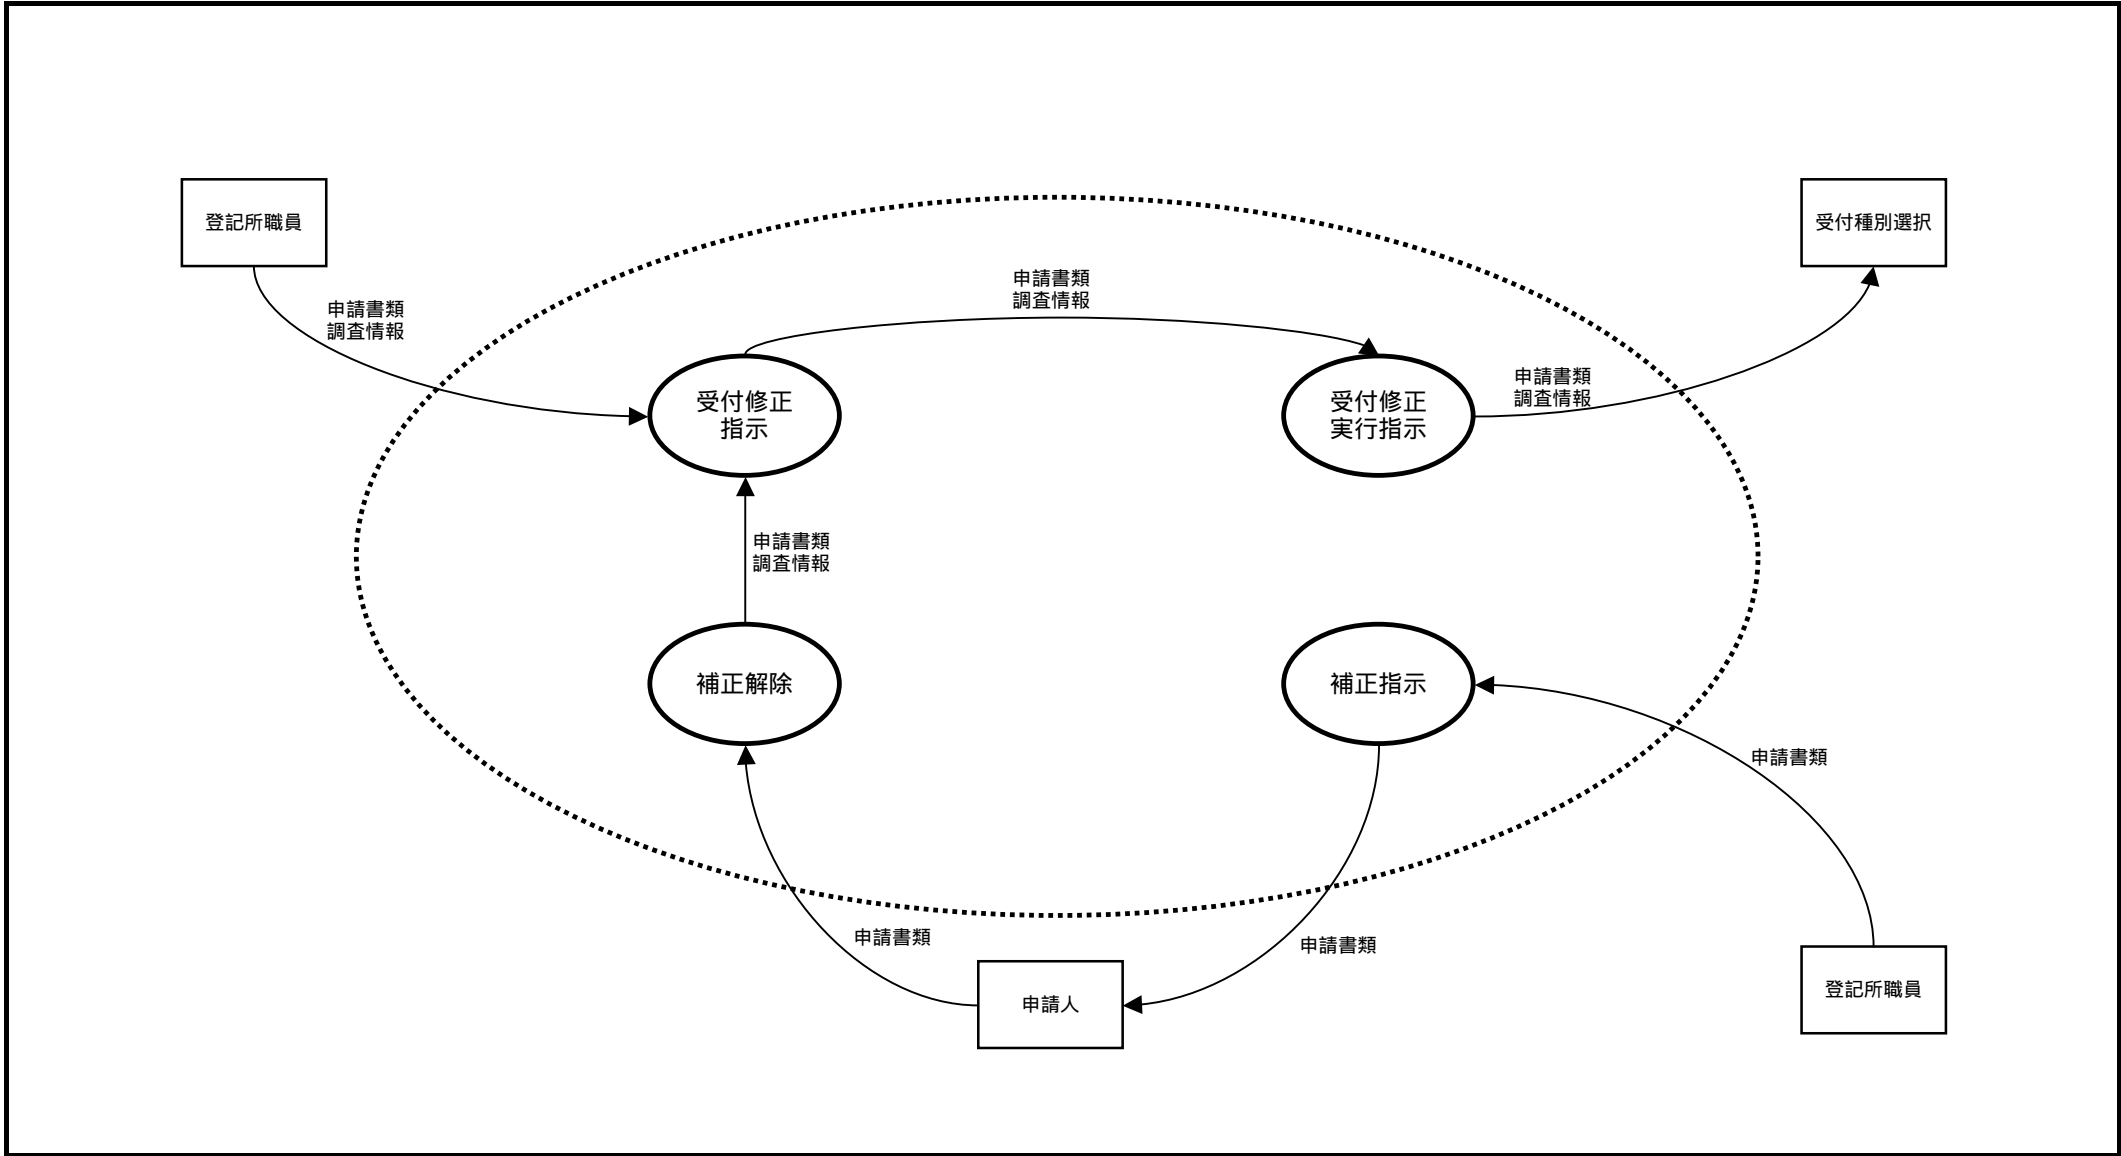 登記所職員
受付種別選択
申請書類
調査情報
申請書類
調査情報
申請書類
調査情報
受付修正
指示
受付修正
実行指示
申請書類
調査情報
補正解除
補正指示
申請書類
申請書類
申請書類
申請人
登記所職員